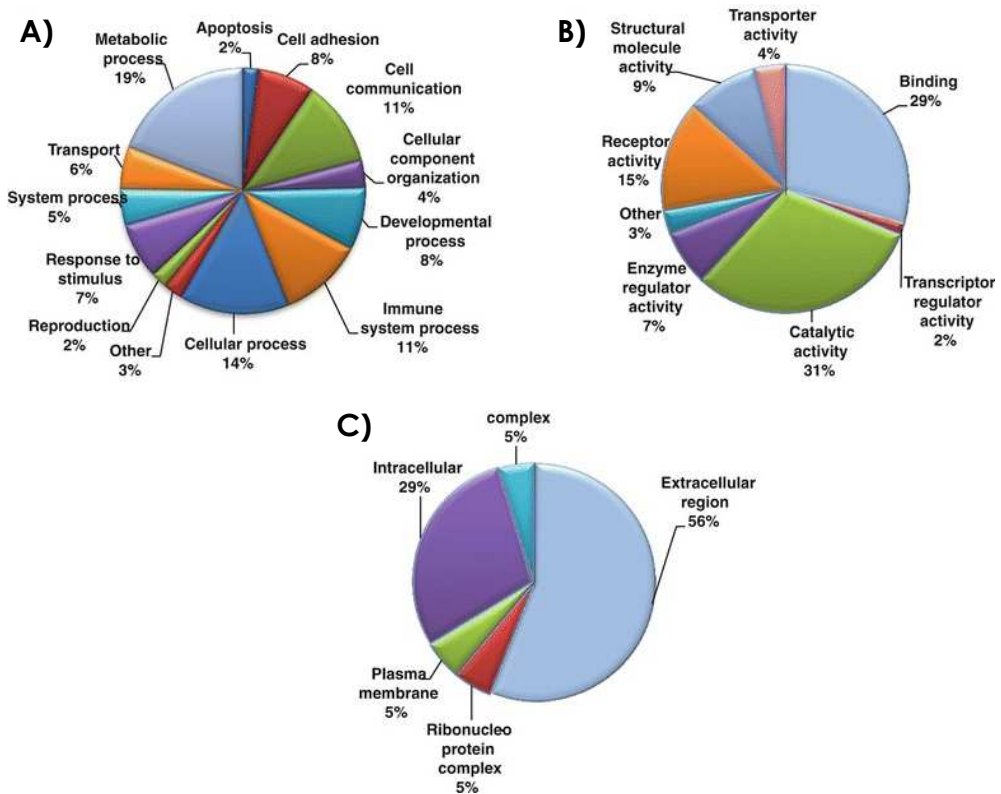 A)
Apoptosis
2%
Cell adhesion
8%
Cell
communication
11%
Cellular
component
organization
4%
Developmental
process
8%
Immune
system process
11%
Cellular process
14%
Other
3%
Reproduction
2%
Response to
stimulus
7%
System process
5%
Transport
6%
Metabolic
process
19%
B)
Transporter
activity
4%
Binding
29%
Transcriptor
regulator
activity
2%
Catalytic
activity
31%
Enzyme
regulator
activity
7%
Other
3%
Receptor
activity
15%
Structural
molecule
activity
9%
C)
complex
5%
Extracellular
region
56%
Ribonucleo
protein
complex
5%
Plasma
membrane
5%
Intracellular
29%